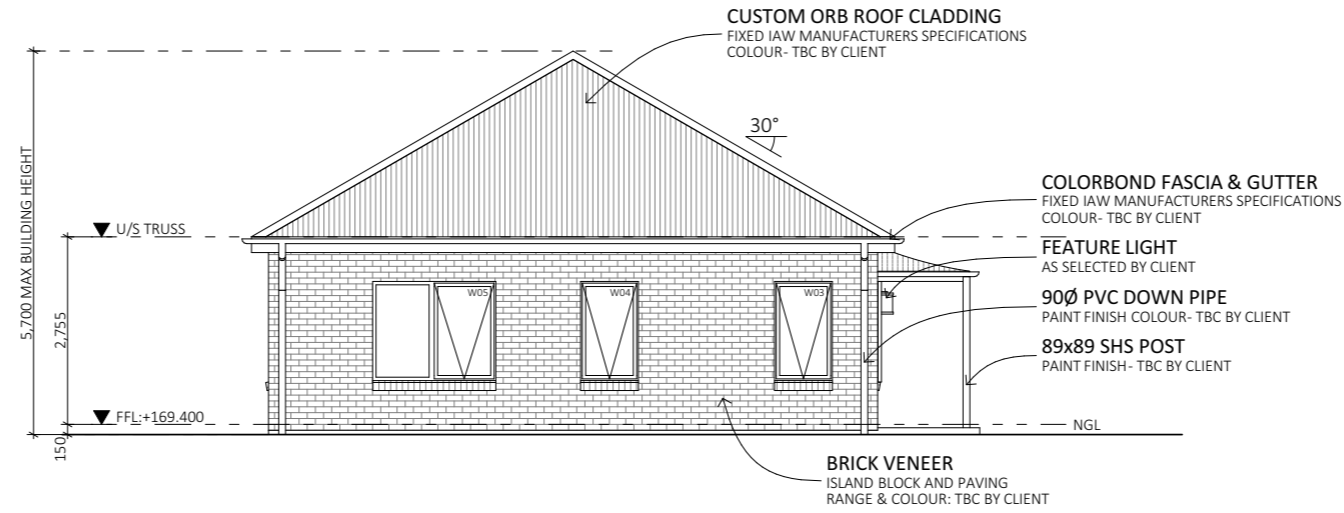 CUSTOM ORB ROOF CLADDING
FIXED IAW MANUFACTURERS SPECIFICATIONS
COLOUR- TBC BY CLIENT
30°
COLORBOND FASCIA & GUTTER
FIXED IAW MANUFACTURERS SPECIFICATIONS
COLOUR- TBC BY CLIENT
5,700 MAX BUILDING HEIGHT
U/S TRUSS
FEATURE LIGHT
AS SELECTED BY CLIENT
2,755
W05
W04
W03
90Ø PVC DOWN PIPE
PAINT FINISH COLOUR- TBC BY CLIENT
89x89 SHS POST
PAINT FINISH- TBC BY CLIENT
FFL:+169.400
150
NGL
BRICK VENEER
ISLAND BLOCK AND PAVING
RANGE & COLOUR: TBC BY CLIENT